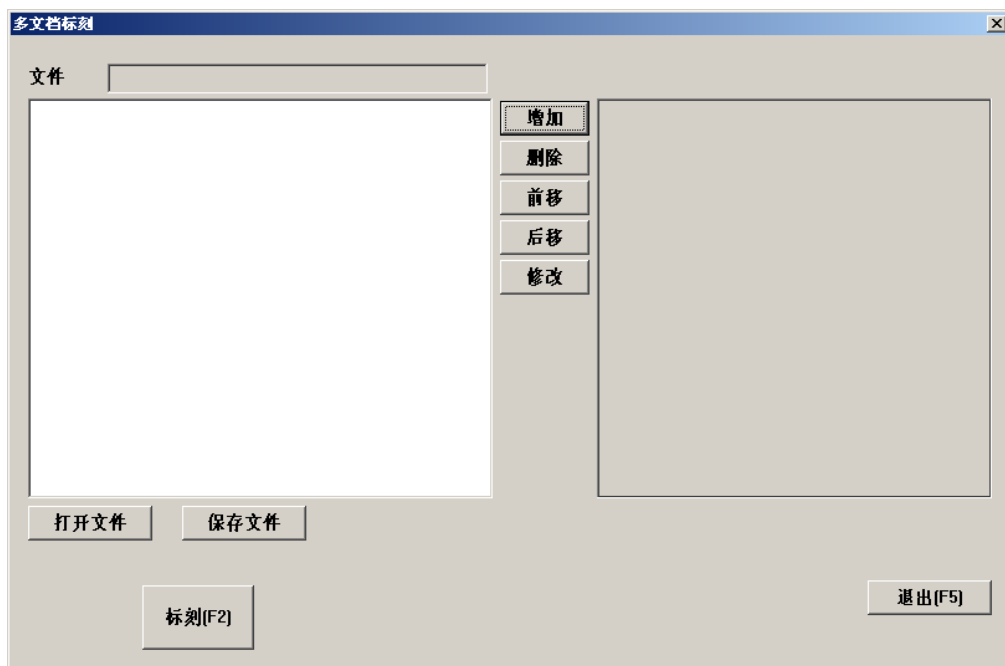 多文档标刻
文件
增加
删除
前移
后移
修改
打开文件
保存文件
标刻(F2)
退出(F5)